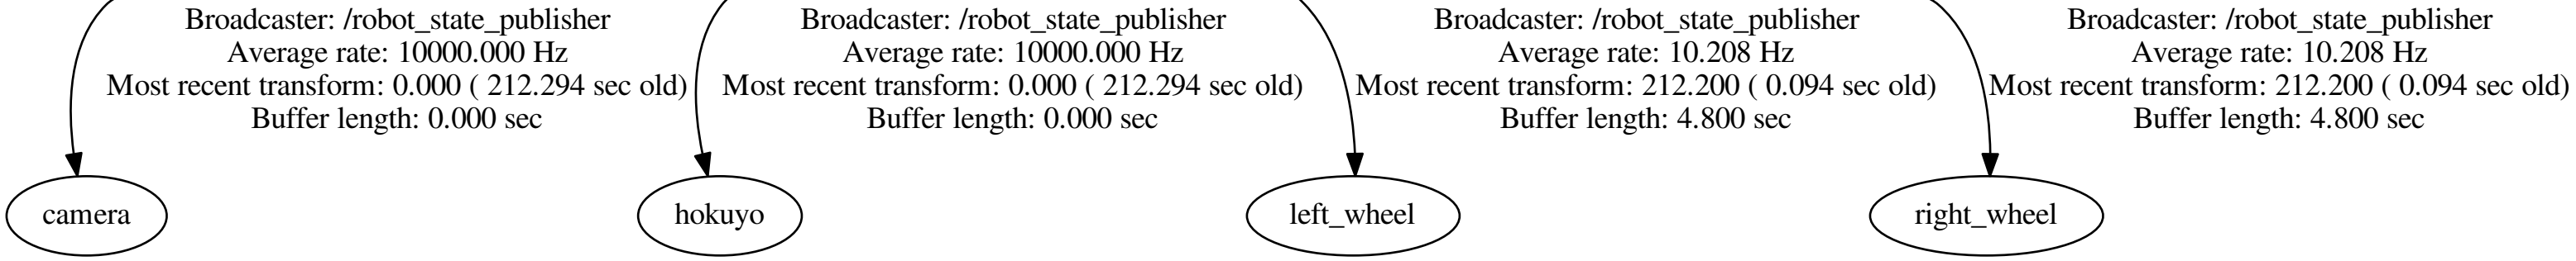 Broadcaster: /robot_state_publisher
Average rate: 10000.000 Hz
Most recent transform: 0.000 ( 212.294 sec old)
Buffer length: 0.000 sec
Broadcaster: /robot_state_publisher
Average rate: 10000.000 Hz
Most recent transform: 0.000 ( 212.294 sec old)
Buffer length: 0.000 sec
Broadcaster: /robot_state_publisher
Average rate: 10.208 Hz
Most recent transform: 212.200 ( 0.094 sec old)
Buffer length: 4.800 sec
Broadcaster: /robot_state_publisher
Average rate: 10.208 Hz
Most recent transform: 212.200 ( 0.094 sec old)
Buffer length: 4.800 sec
camera
hokuyo
left_wheel
right_wheel